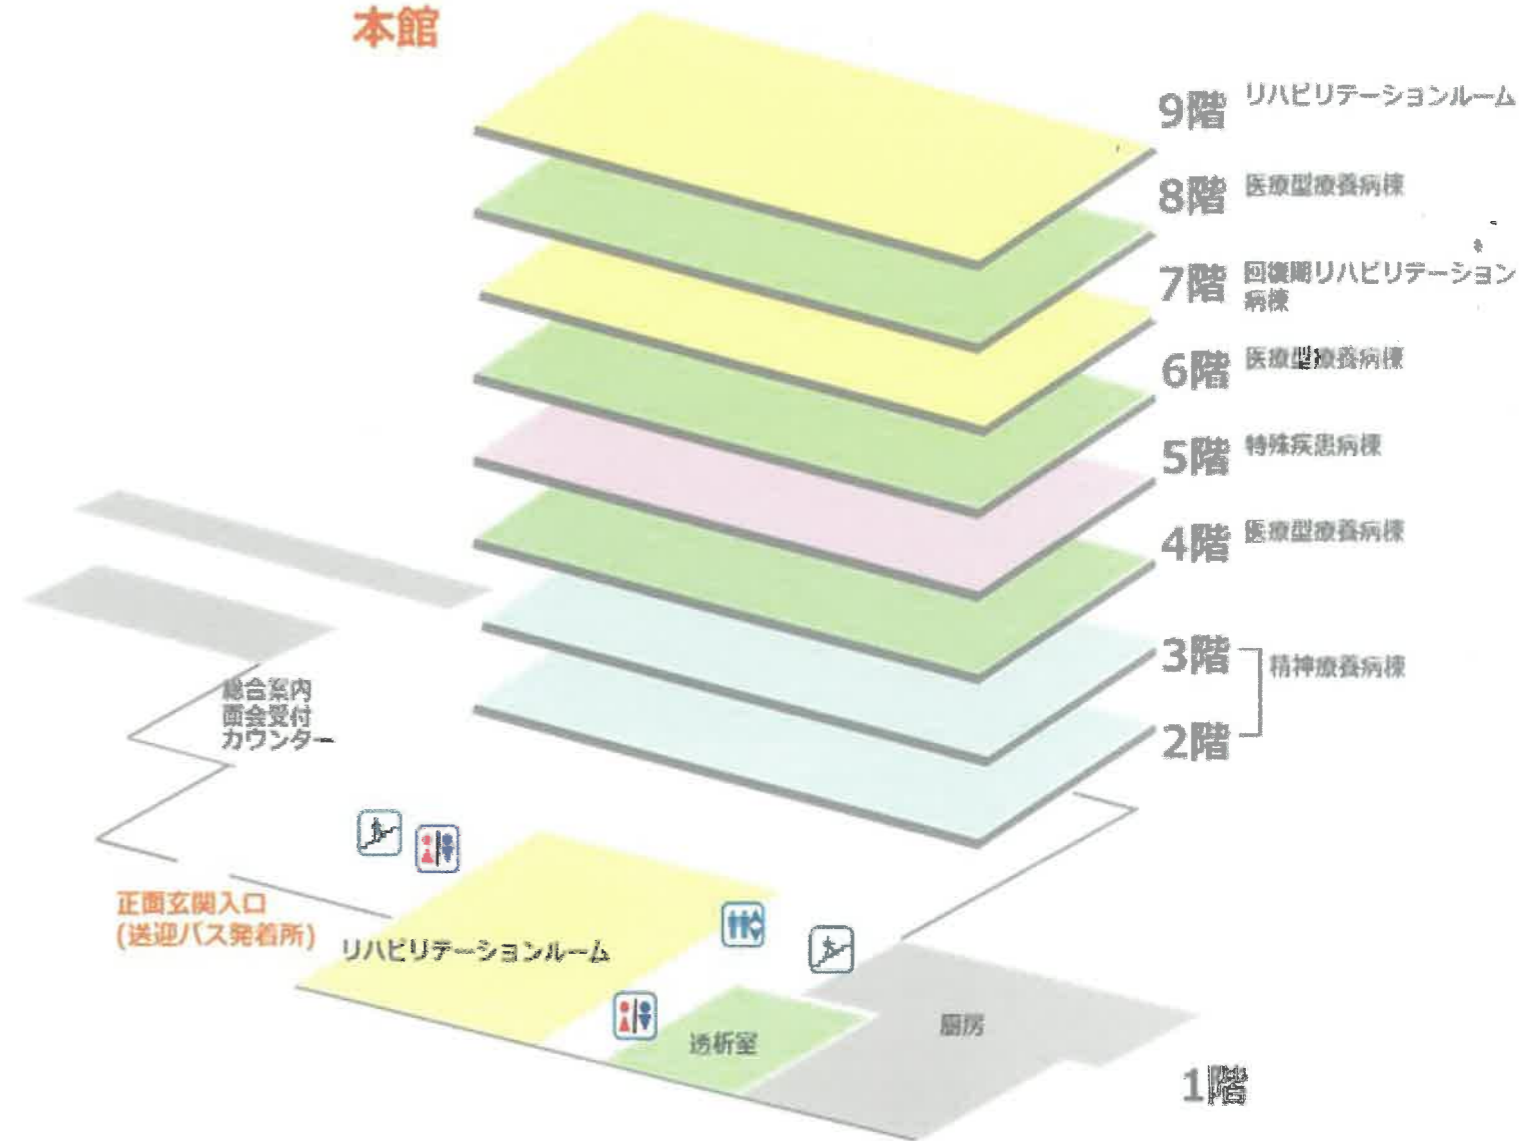 本館
9階 リハビリテーションルーム
8階 医療型療養病棟
7階 回復期リハビリテーション
病棟
6階 医療型療養病棟
5階 特殊疾患病棟
4階 医療型療養病棟
3階
精神療養病棟
2階
総合案内
面会受付
カウンター
正面玄関入口
(送迎バス発着所)
リハビリテーションルーム
透析室
厨房
1階